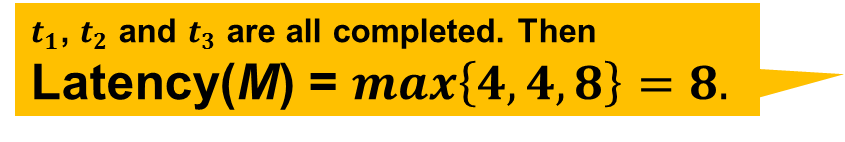 t₁, t₂ and t₃ are all completed. Then
Latency(M) = max{4, 4, 8} = 8.